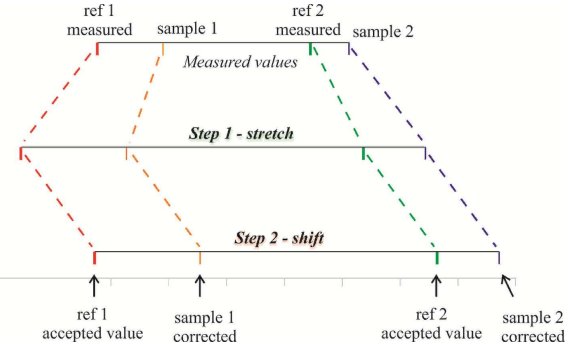 ref 1
measured
sample 1
ref 2
measured
sample 2
Measured values
Step 1 - stretch
Step 2 - shift
ref 1
accepted value
sample 1
corrected
ref 2
accepted value
sample 2
corrected